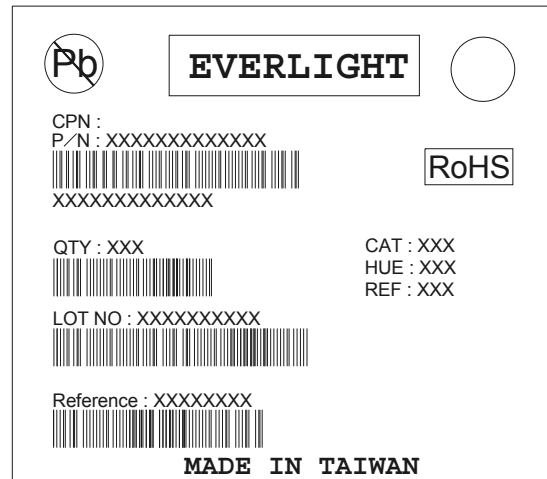 Pb
EVERLIGHT
CPN :
P/N : XXXXXXXXXXXXX
RoHS
XXXXXXXXXXXXX
QTY : XXX
CAT : XXX
HUE : XXX
REF : XXX
LOT NO : XXXXXXXXXX
Reference : XXXXXXXX
MADE IN TAIWAN